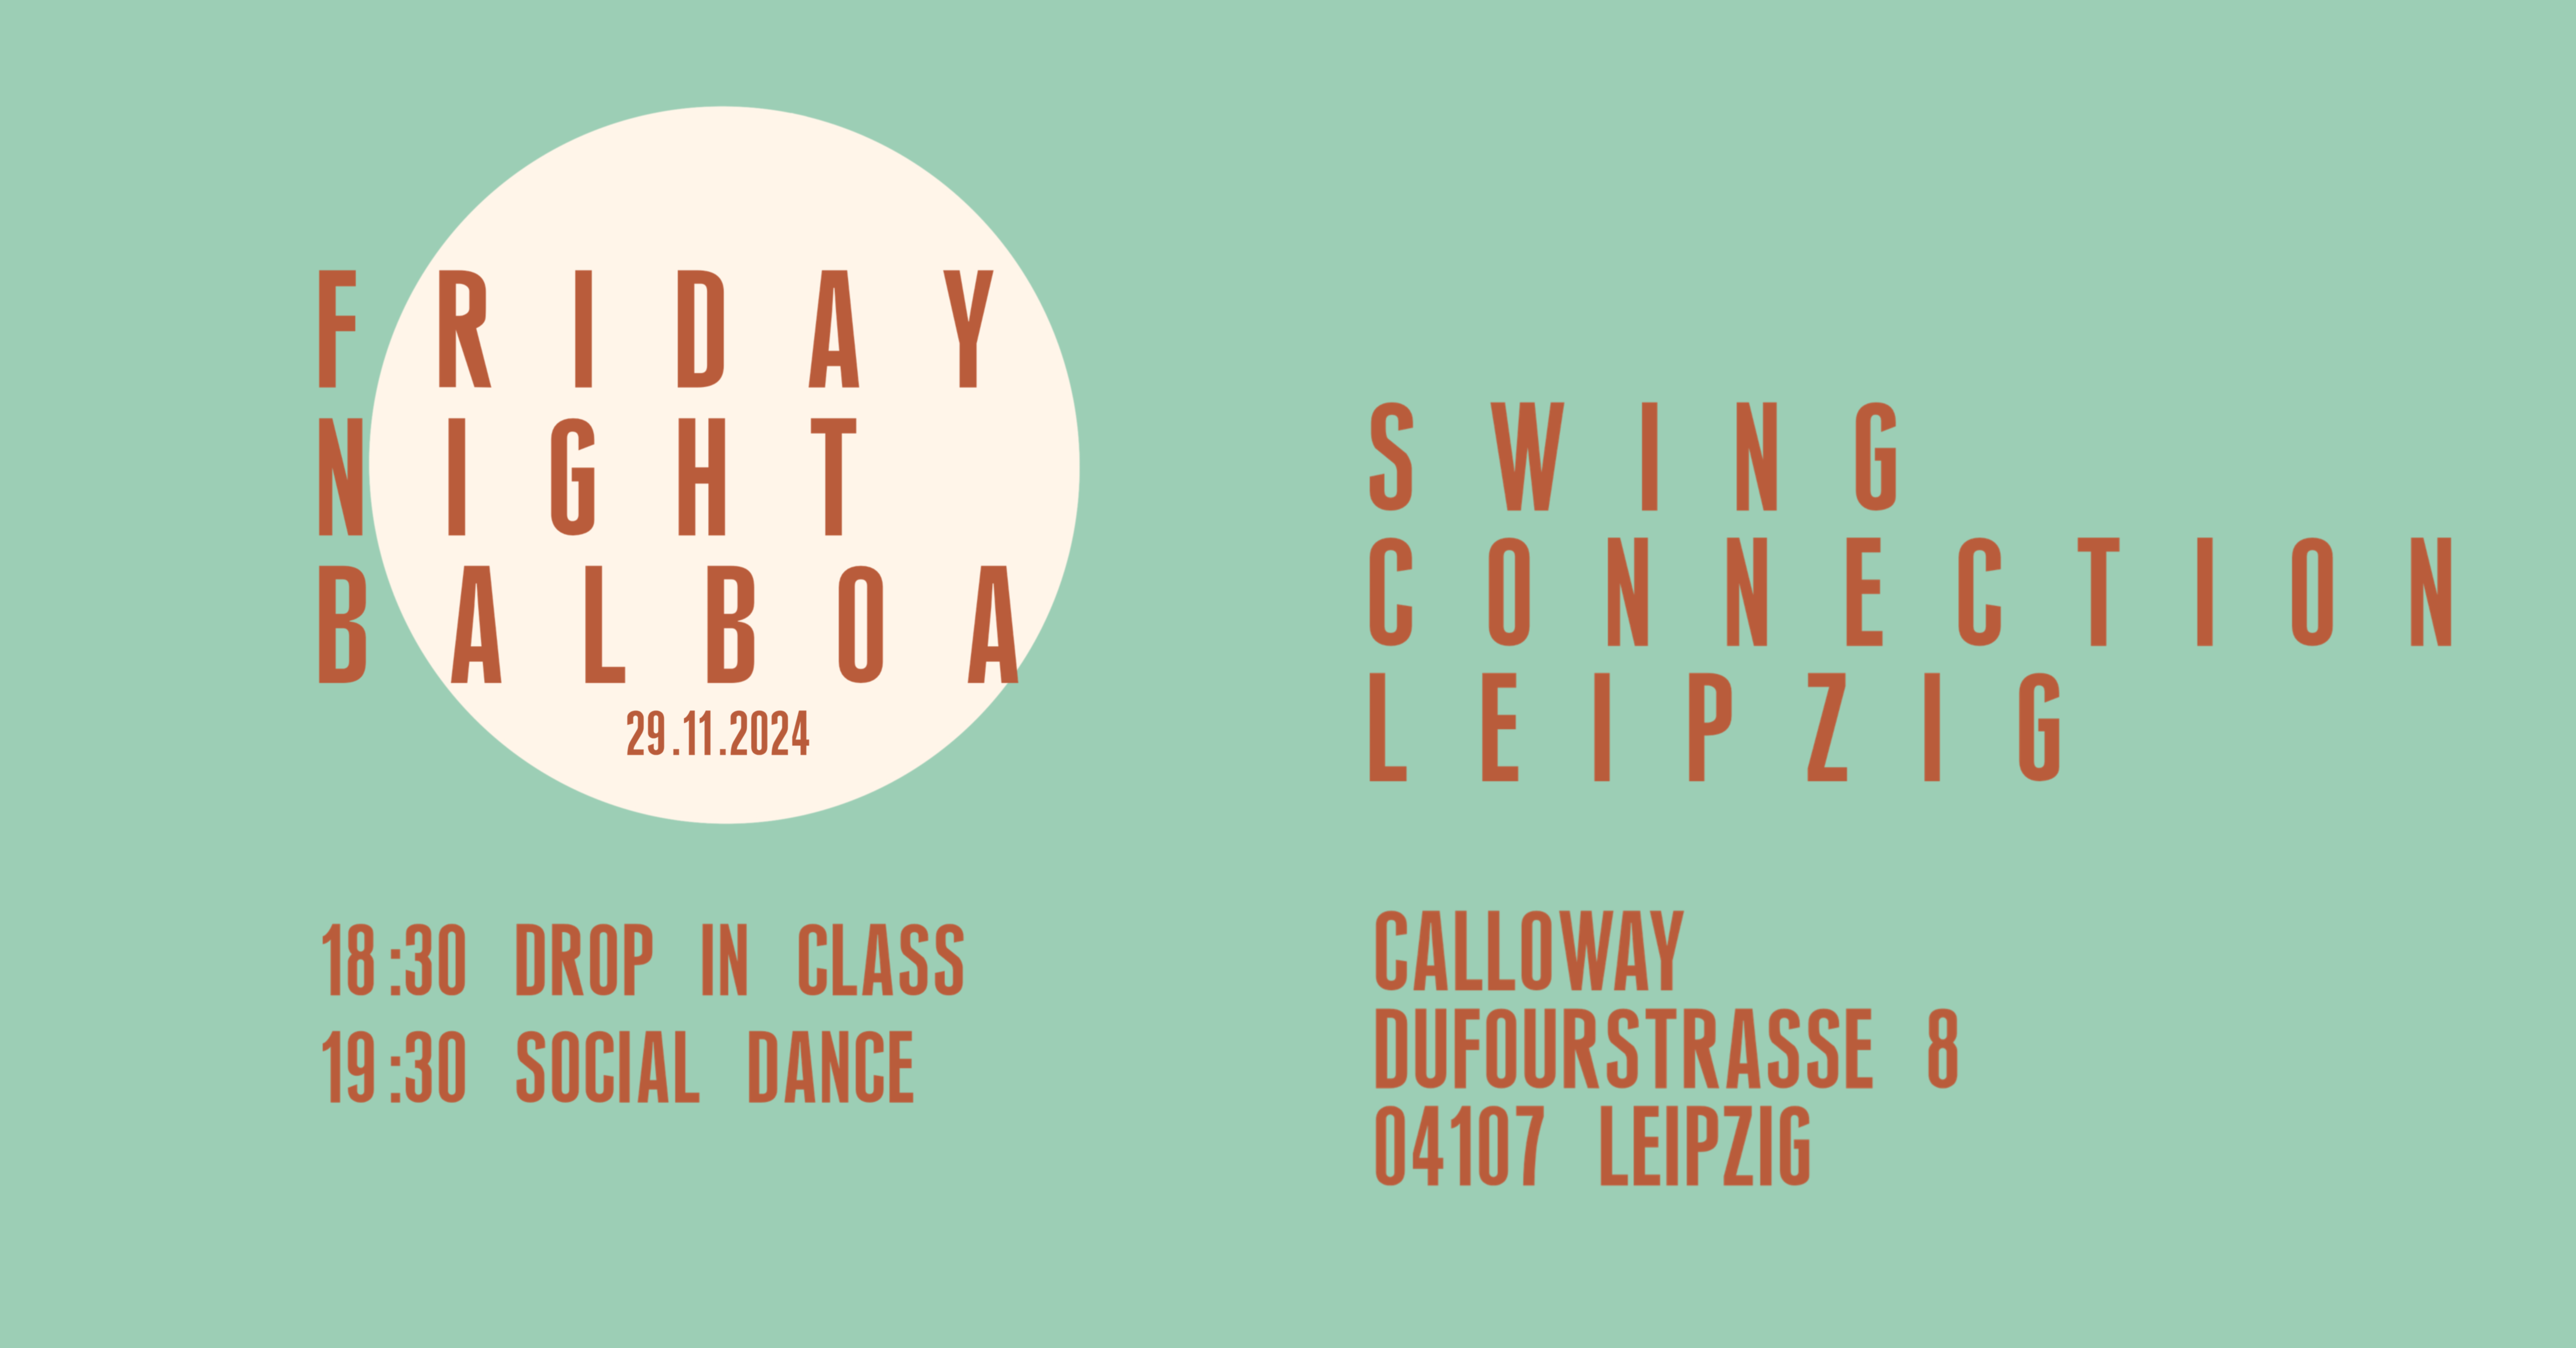 FRIDAY
NIGHT
BALBOA
29.11.2024
18:30 DROP IN CLASS
19:30 SOCIAL DANCE
SWING
CONNECTION
LEIPZIG
CALLOWAY
DUFOURSTRASSE 8
04107 LEIPZIG